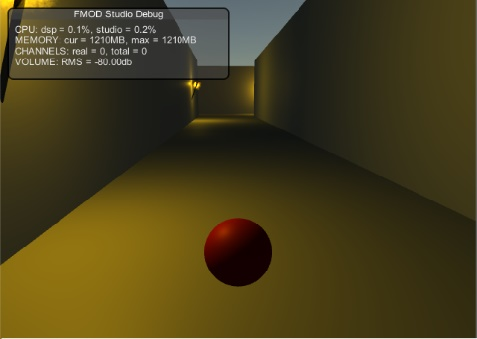 FMOD Studio Debug
CPU: dsp = 0.1%, studio = 0.2%
MEMORY: cur = 1210MB, max = 1210MB
CHANNELS: real = 0, total = 0
VOLUME: RMS = -80.00db